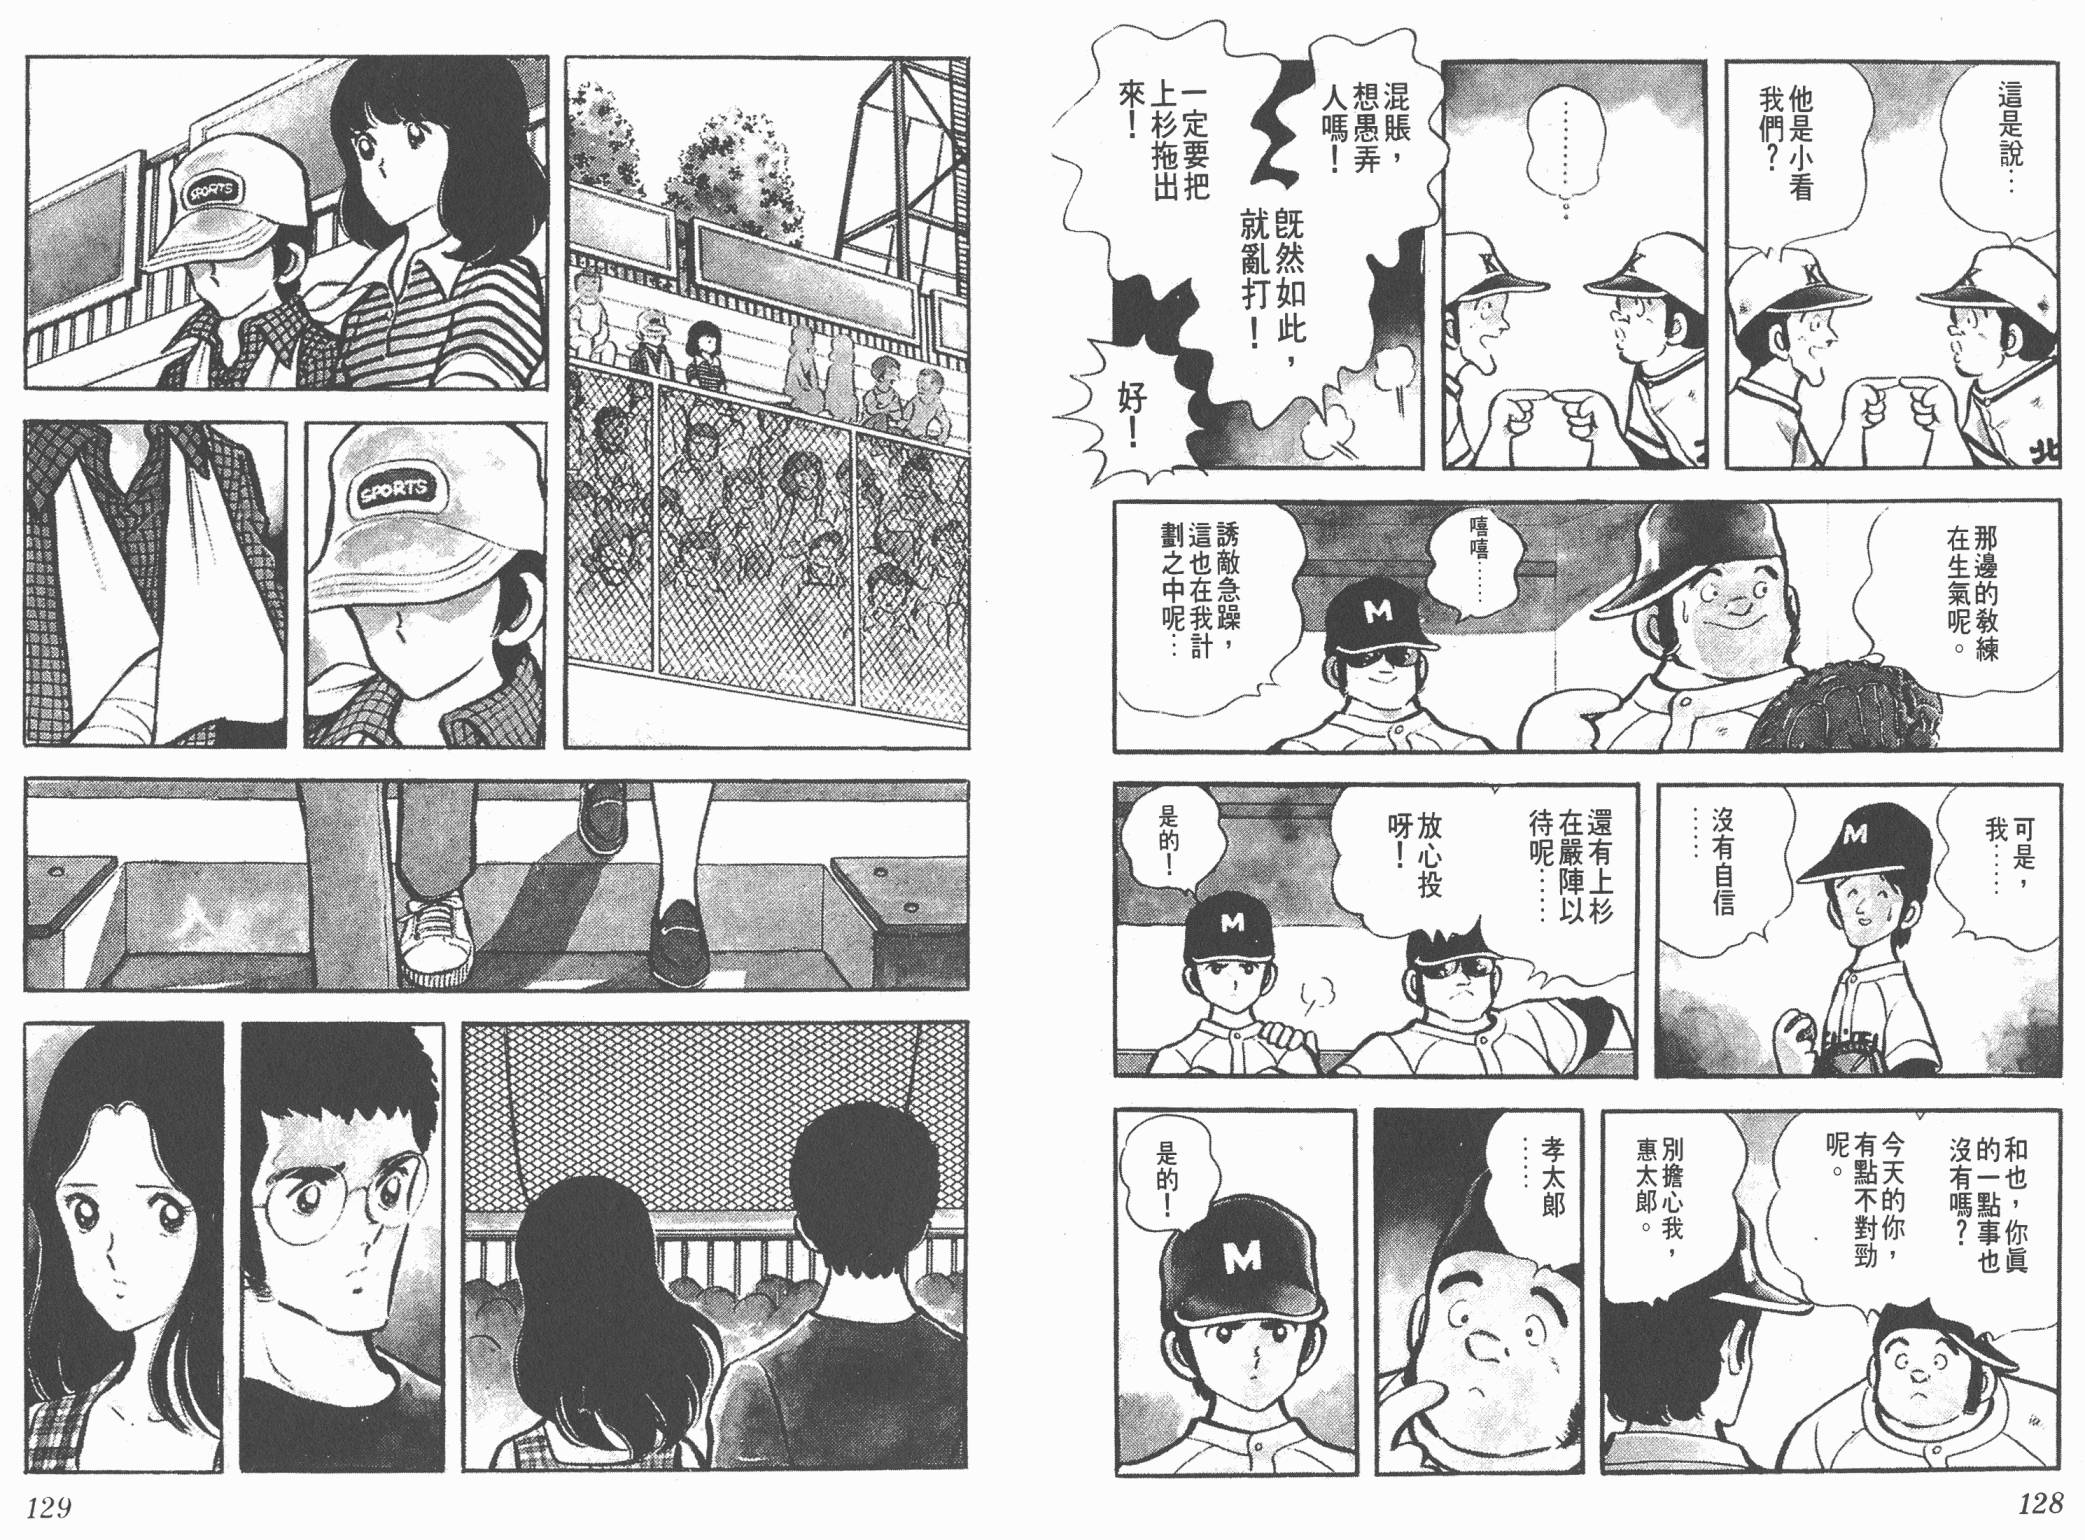 這是說…
他是小看
我們？
K
K
北
………
K
混賬，
想愚弄
人嗎！
既然如此，
就亂打！
一定要把
上杉拖出
來！
好！
那邊的教練
在生氣呢。
嘻嘻……
M
誘敵急躁，
這也在我計
劃之中呢…
可是，
我……
沒有自信
……
M
還有上杉
在嚴陣以
待呢……
放心投
呀！
是的！
M
和也，你眞
的一點事也
沒有嗎？
今天的你，
有點不對勁
呢。
別擔心我，
惠太郎。
孝太郎
……
是的！
M
128
SPORTS
SPORTS
129